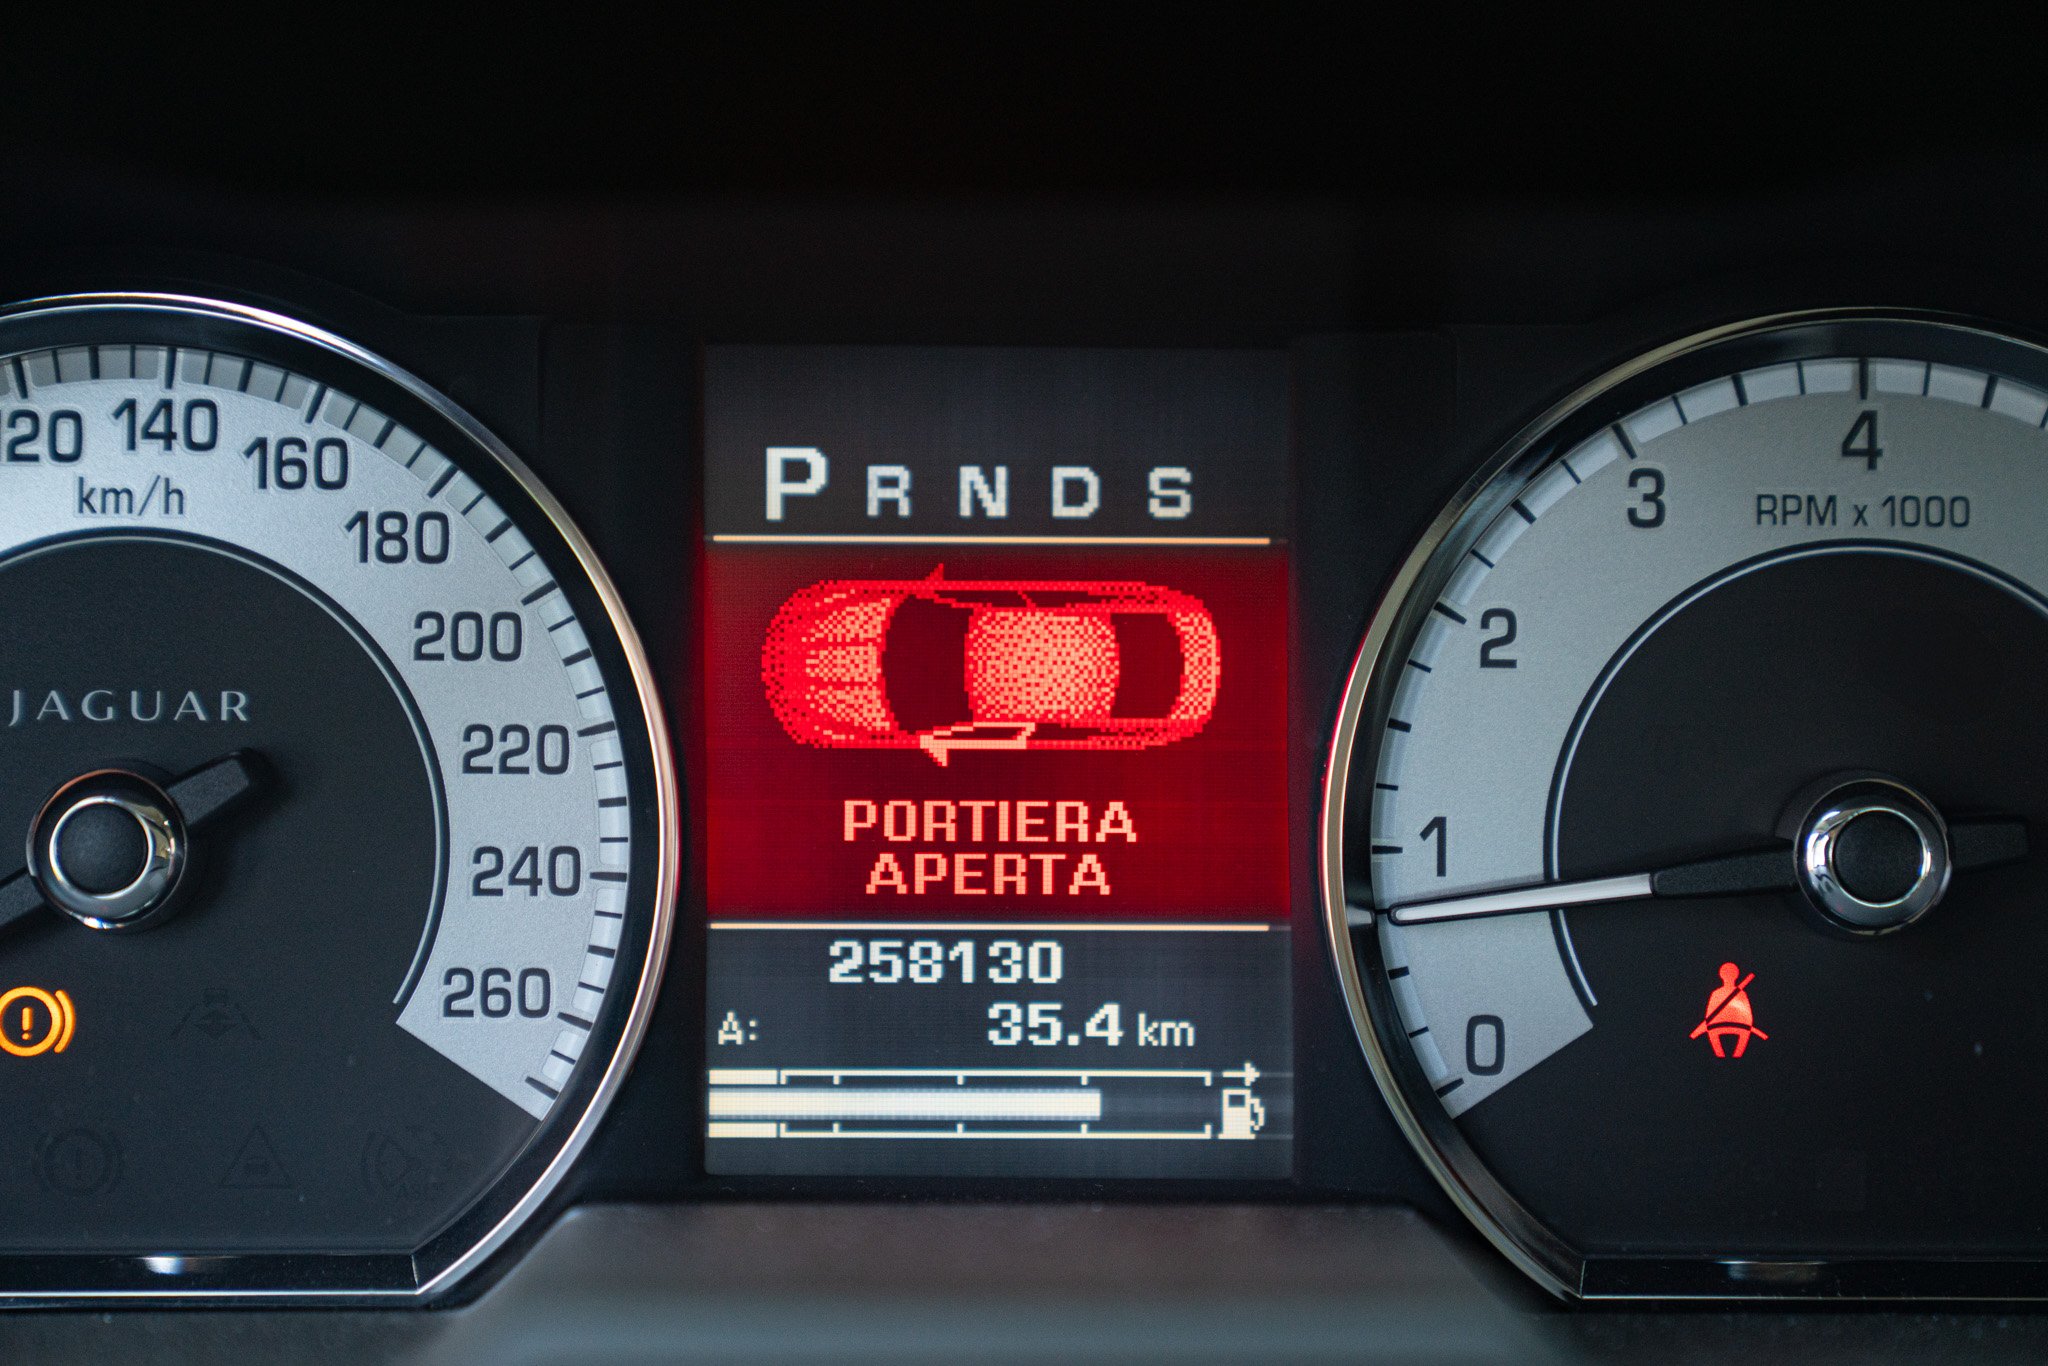 120 140 160 180 200 220 240 260
km/h
JAGUAR
P R N D S
PORTIERA
APERTA
258130
A: 35.4 km
0 1 2 3 4
RPM x 1000